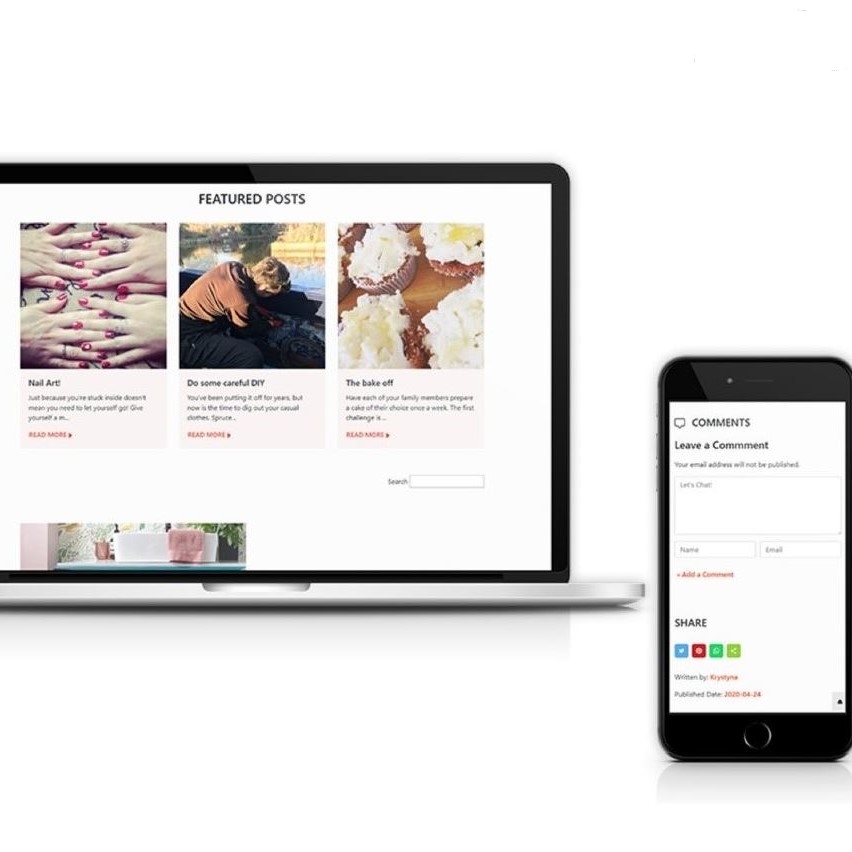 FEATURED POSTS
Nail Art!
Just because you're stuck inside doesn't
mean you need to let yourself go! Give
yourself a m...
READ MORE
Do some careful DIY
You've been putting it off for years, but
now is the time to dig out your casual
clothes. Spruce...
READ MORE
The bake off
Have each of your family members prepare
a cake of their choice once a week. The first
challenge is ...
READ MORE
Search
COMMENTS
Leave a Commment
Your email address will not be published.
Let's Chat!
Name Email
+ Add a Comment
SHARE
Written by: Krystyna
Published Date: 2020-04-24